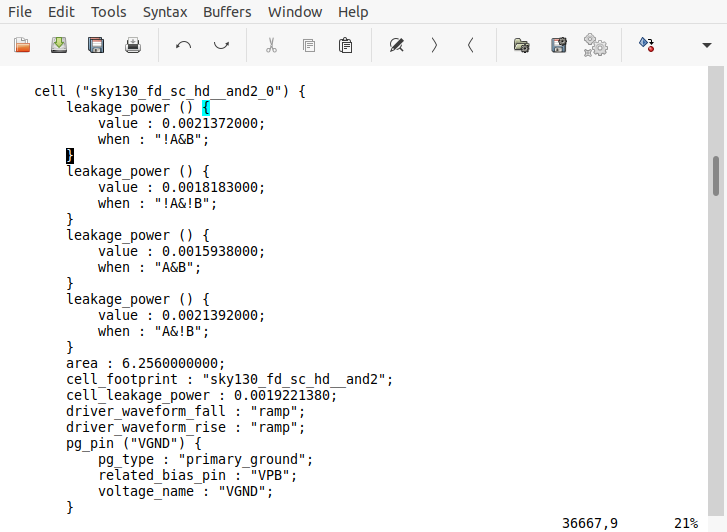 File Edit Tools Syntax Buffers Window Help
cell ("sky130_fd_sc_hd__and2_0") {
leakage_power () {
value : 0.0021372000;
when : "!A&B";
}
leakage_power () {
value : 0.0018183000;
when : "!A&!B";
}
leakage_power () {
value : 0.0015938000;
when : "A&B";
}
leakage_power () {
value : 0.0021392000;
when : "A&!B";
}
area : 6.2560000000;
cell_footprint : "sky130_fd_sc_hd__and2";
cell_leakage_power : 0.0019221380;
driver_waveform_fall : "ramp";
driver_waveform_rise : "ramp";
pg_pin ("VGND") {
pg_type : "primary_ground";
related_bias_pin : "VPB";
voltage_name : "VGND";
}
36667,9 21%